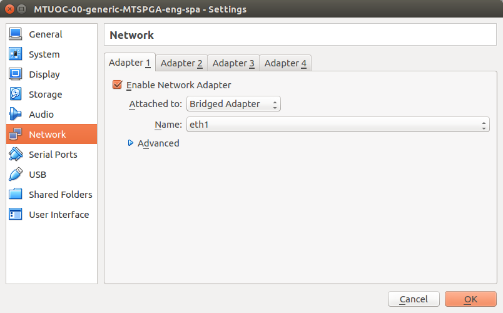 MTUOC-00-generic-MTSPGA-eng-spa - Settings
General
System
Display
Storage
Audio
Network
Serial Ports
USB
Shared Folders
User Interface
Network
Adapter 1 Adapter 2 Adapter 3 Adapter 4
Enable Network Adapter
Attached to: Bridged Adapter
Name: eth1
Advanced
Cancel OK